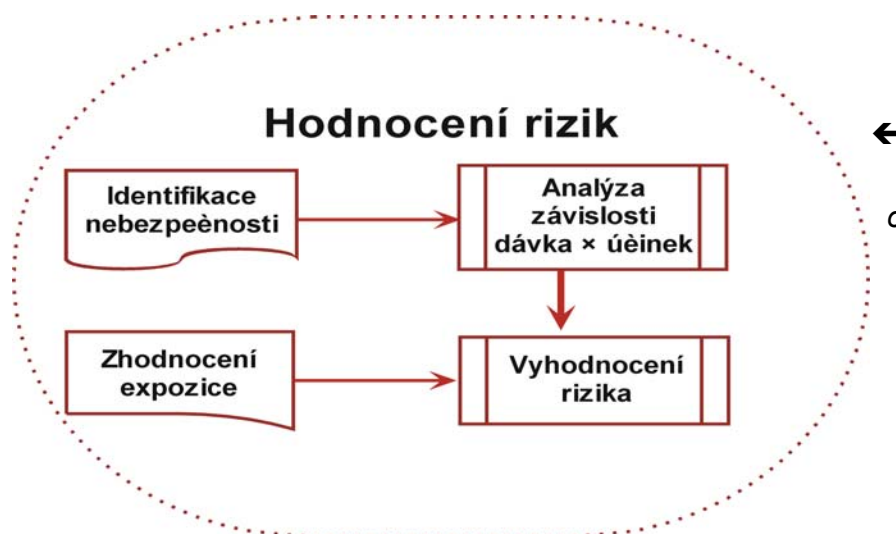 Hodnocení rizik
Identifikace
nebezpeènosti
Analýza
závislosti
dávka × úèinek
Zhodnocení
expozice
Vyhodnocení
rizika